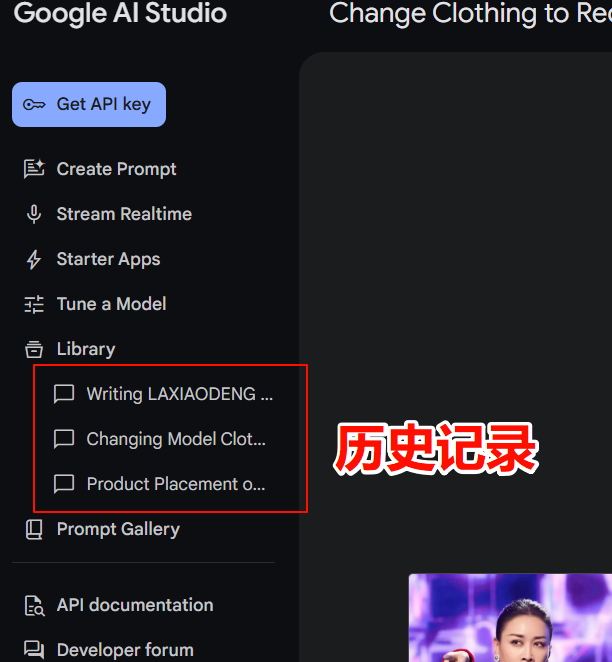 Google AI Studio
Change Clothing to Rec
Get API key
Create Prompt
Stream Realtime
Starter Apps
Tune a Model
Library
Writing LAXIAODENG ...
Changing Model Clot...
历史记录
Product Placement o...
Prompt Gallery
API documentation
Developer forum